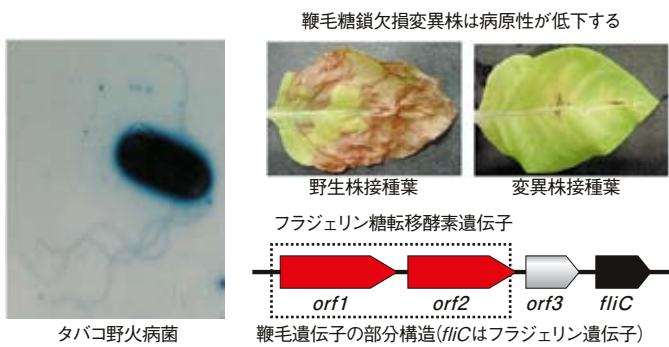 鞭毛糖鎖欠損変異株は病原性が低下する
野生株接種葉
変異株接種葉
フラジェリン糖転移酵素遺伝子
orf1 orf2 orf3 fliC
タバコ野火病菌
鞭毛遺伝子の部分構造(fliCはフラジェリン遺伝子)